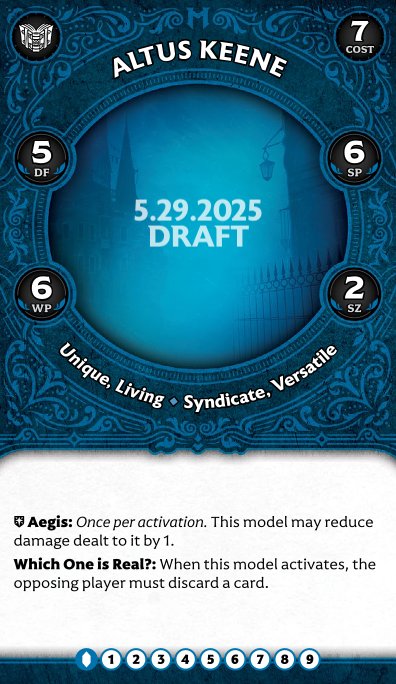 ALTUS KEENE
7
COST
5
DF
6
SP
5.29.2025
DRAFT
6
WP
2
SZ
Unique, Living ◆ Syndicate, Versatile
Aegis: Once per activation. This model may reduce
damage dealt to it by 1.
Which One is Real?: When this model activates, the
opposing player must discard a card.
1 2 3 4 5 6 7 8 9